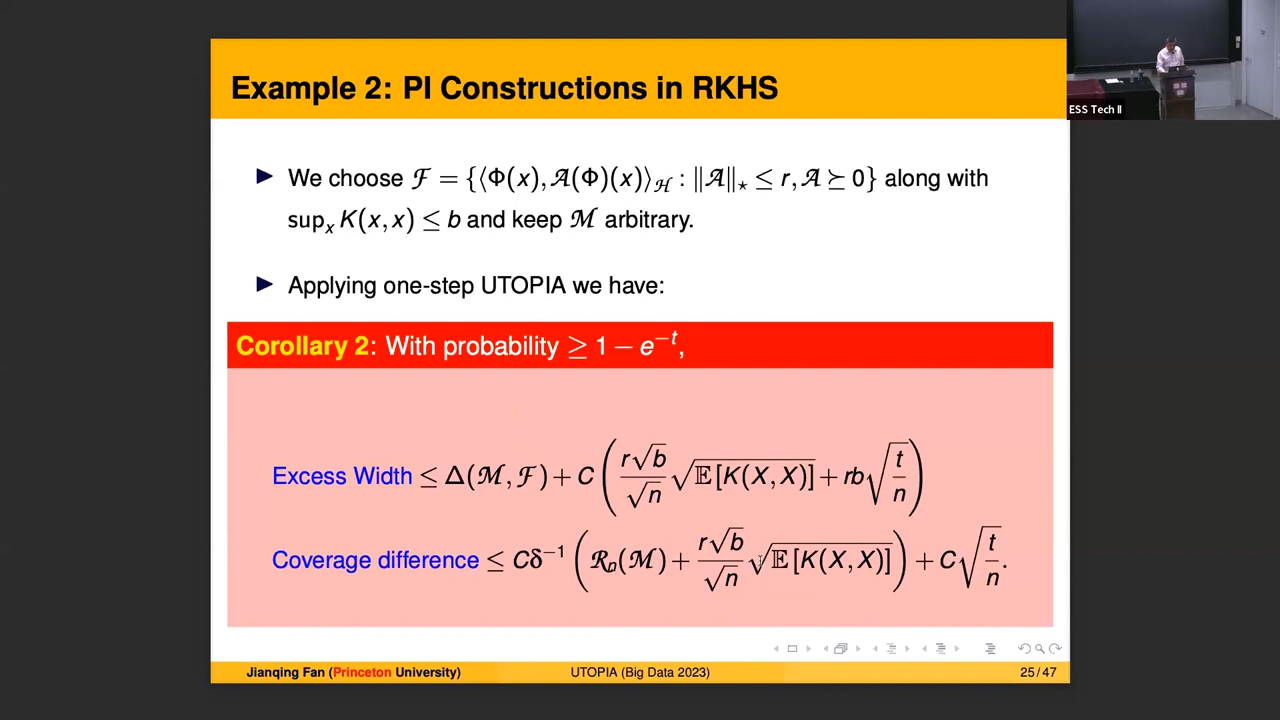 Example 2: PI Constructions in RKHS
ESS Tech II
▶ We choose ℱ = {⟨Φ(x), 𝒜(Φ)(x)⟩_ℋ : ‖𝒜‖⋆ ≤ r, 𝒜 ⪰ 0} along with
sup_x K(x, x) ≤ b and keep ℳ arbitrary.
▶ Applying one-step UTOPIA we have:
Corollary 2: With probability ≥ 1 − e^{−t},
Excess Width ≤ Δ(ℳ, ℱ) + C ( r√b/√n √𝔼[K(X, X)] + rb √(t/n) )
Coverage difference ≤ Cδ^{−1} ( ℛ_n(ℳ) + r√b/√n √𝔼[K(X, X)] ) + C √(t/n).
Jianqing Fan (Princeton University) UTOPIA (Big Data 2023) 25 / 47